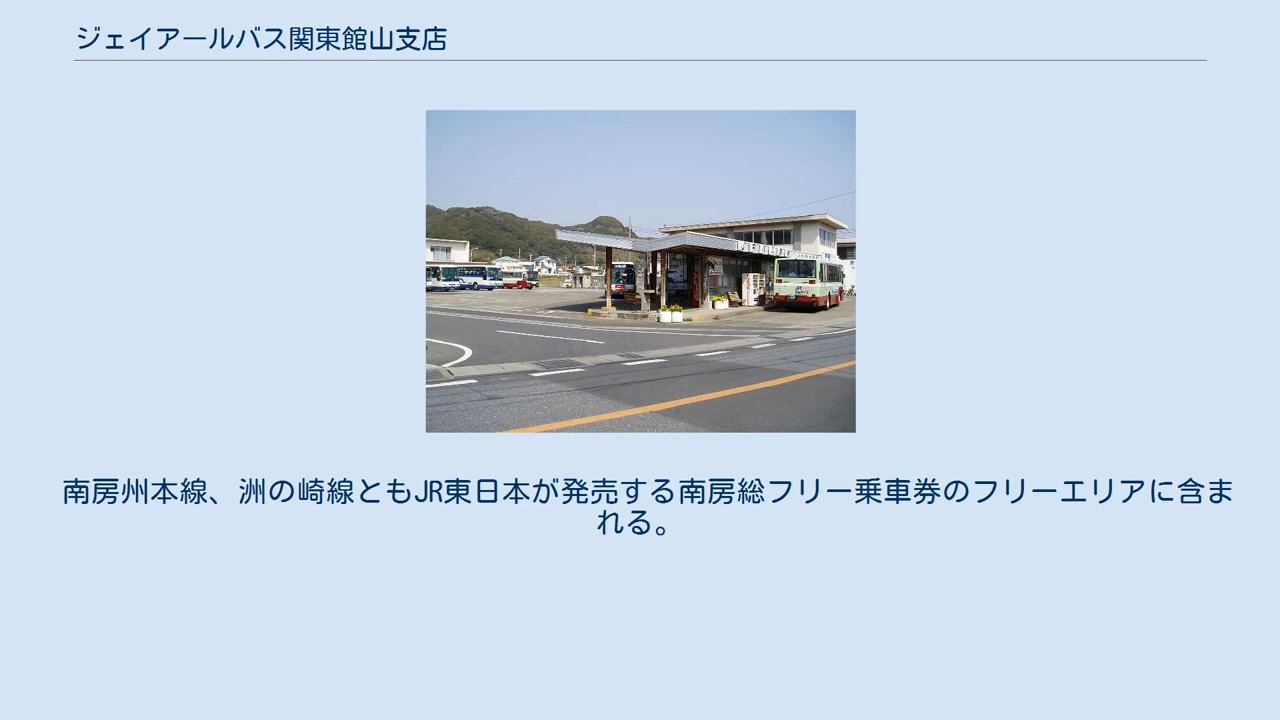 ジェイアールバス関東館山支店
南房州本線、洲の崎線ともJR東日本が発売する南房総フリー乗車券のフリーエリアに含ま
れる。